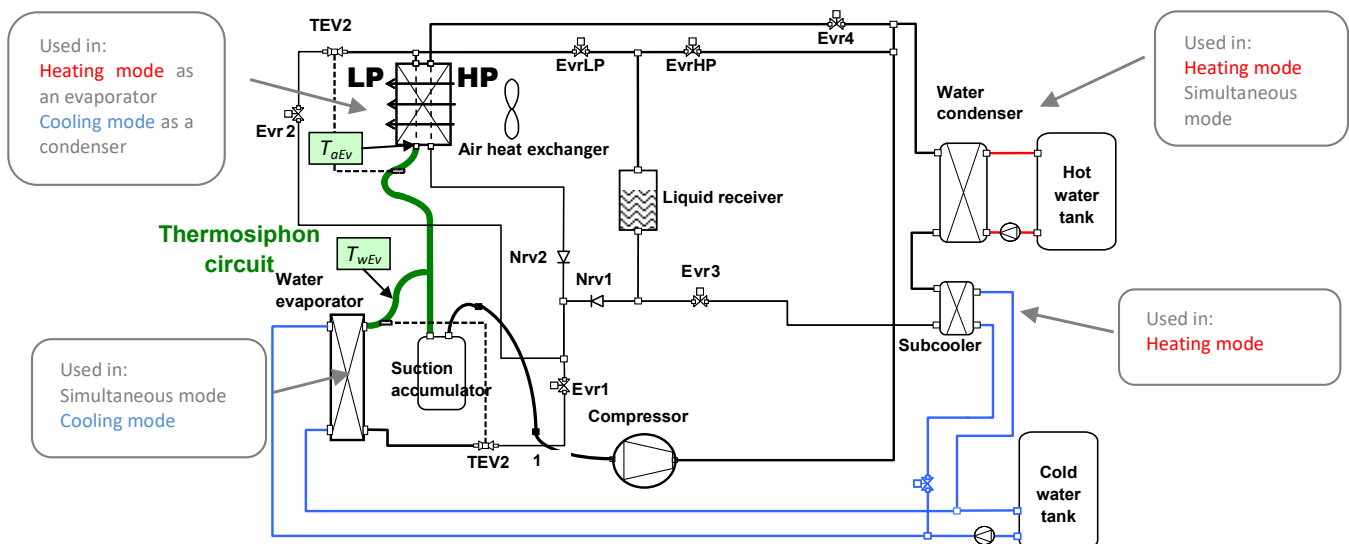 Used in:
Heating mode as
an evaporator
Cooling mode as a
condenser
TEV2
Evr 2
LP HP
TaEv
Air heat exchanger
EvrLP
EvrHP
Evr4
Water
condenser
Used in:
Heating mode
Simultaneous
mode
Hot
water
tank
Liquid receiver
Thermosiphon
circuit
TwEv
Water
evaporator
Nrv2
Nrv1
Evr3
Subcooler
Used in:
Heating mode
Used in:
Simultaneous mode
Cooling mode
Suction
accumulator
Evr1
Compressor
TEV2
1
Cold
water
tank